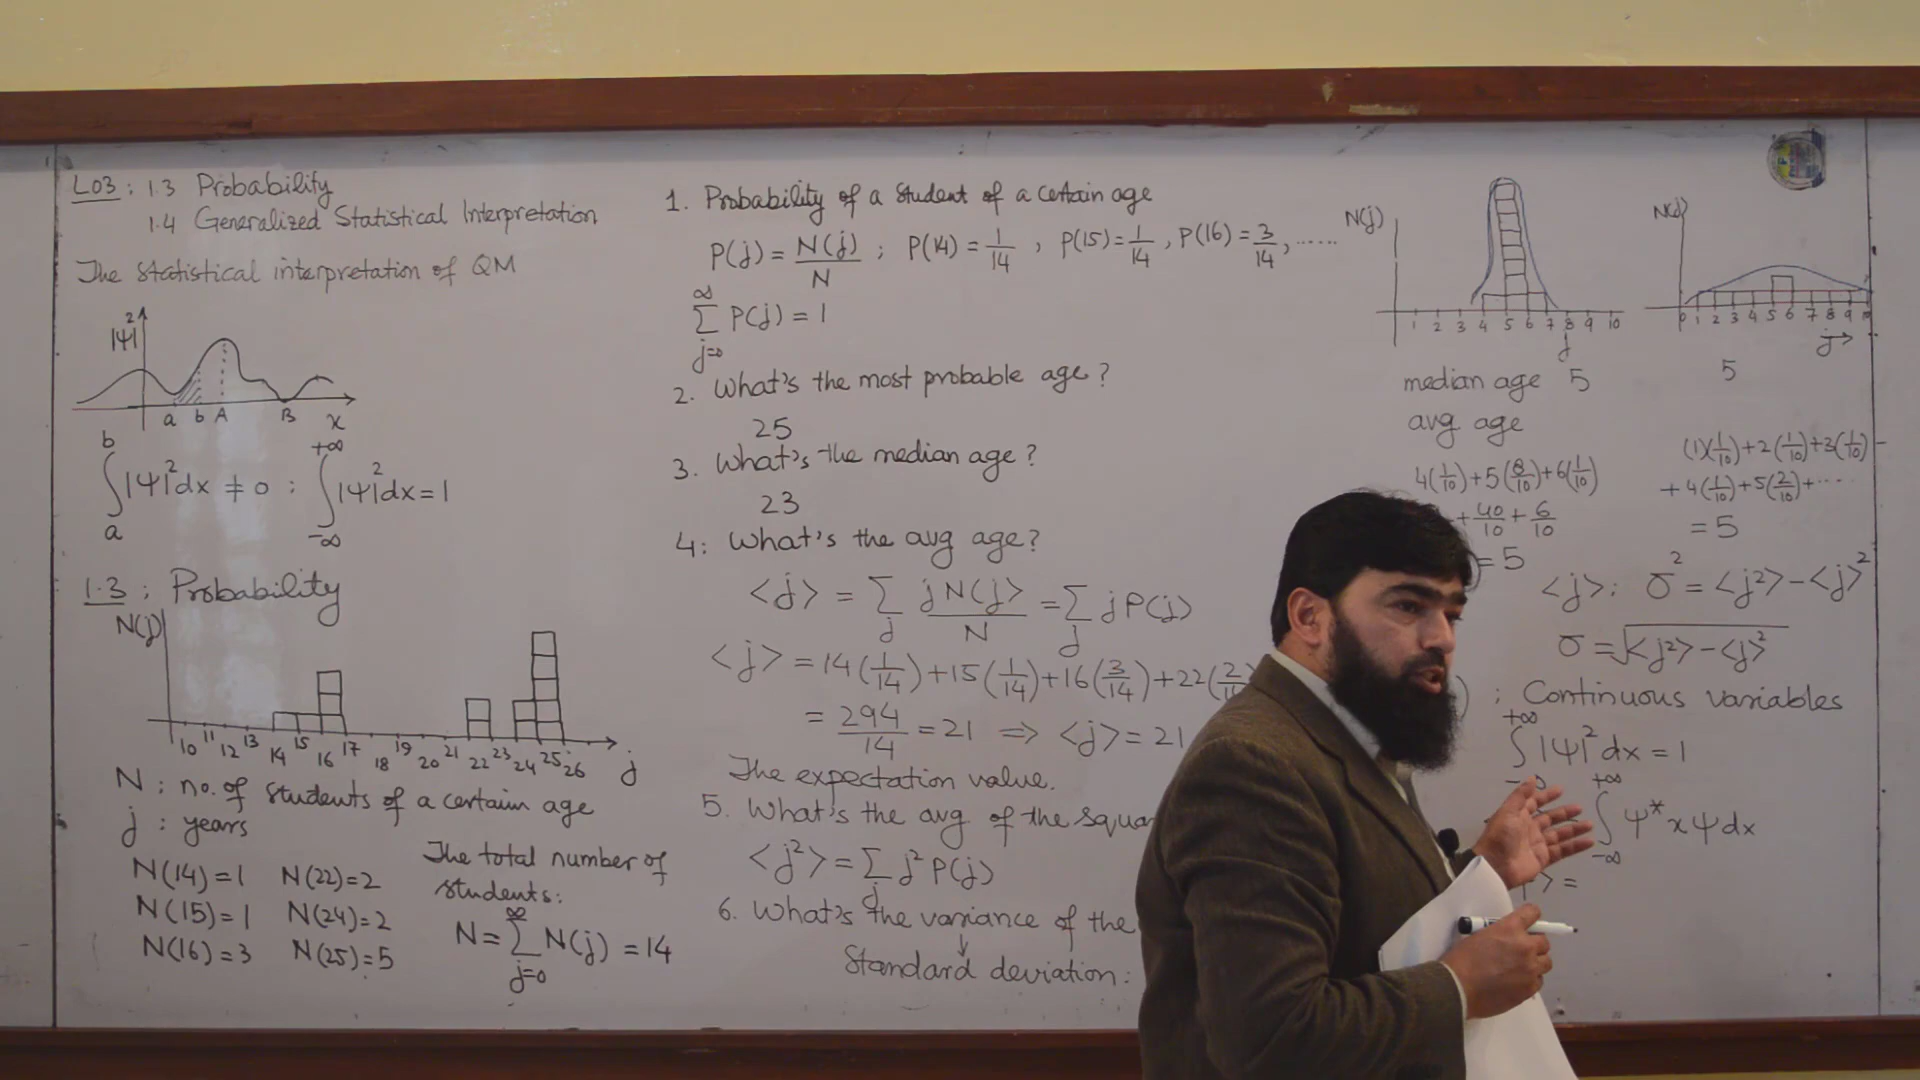 L03: 1.3 Probability
1.4 Generalized Statistical Interpretation
The Statistical interpretation of QM
|Ψ|²
a b A B x
∫_a^b |Ψ|² dx ≠ 0 : ∫_{-∞}^{+∞} |Ψ|² dx = 1
1.3 : Probability
N(j)
10 11 12 13 14 15 16 17 18 19 20 21 22 23 24 25 26 j
N : no. of students of a certain age
j : years
N(14)=1 N(22)=2
N(15)=1 N(24)=2
N(16)=3 N(25)=5
The total number of
students:
N = ∑_{j=0}^{∞} N(j) = 14
1. Probability of a student of a certain age
P(j) = N(j)/N ; P(14) = 1/14 , P(15) = 1/14 , P(16) = 3/14 , ......
∑_{j=0}^{∞} P(j) = 1
2. What's the most probable age?
25
3. What's the median age?
23
4: What's the avg age?
<j> = ∑_j jN(j)/N = ∑_j j P(j)
<j> = 14(1/14) + 15(1/14) + 16(3/14) + 22(2/
= 294/14 = 21 ⇒ <j> = 21
The expectation value.
5. What's the avg of the squar
<j²> = ∑_j j² P(j)
6. What's the variance of the
Standard deviation:
N(j)
1 2 3 4 5 6 7 8 9 10
j
N(j)
0 1 2 3 4 5 6 7 8 9 10
j →
median age 5 5
avg age
4(1/10) + 5(8/10) + 6(1/10)
+ 40/10 + 6/10
= 5
(1)(1/10) + 2(1/10) + 3(1/10) -
+ 4(1/10) + 5(2/10) + ....
= 5
<j>: σ² = <j²> - <j>²
σ = √(<j²> - <j>²)
; Continuous variables
∫_{-∞}^{+∞} |Ψ|² dx = 1
∫_{-∞}^{+∞} Ψ* x Ψ dx
> =